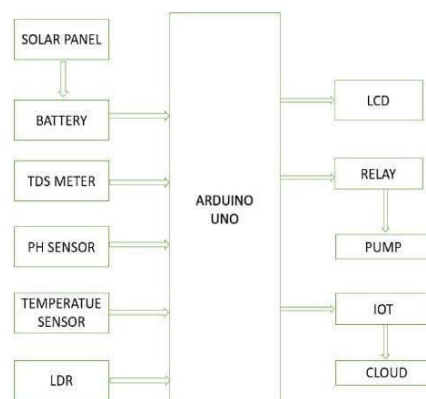 SOLAR PANEL
BATTERY
TDS METER
PH SENSOR
TEMPERATUE
SENSOR
LDR
ARDUINO
UNO
LCD
RELAY
PUMP
IOT
CLOUD